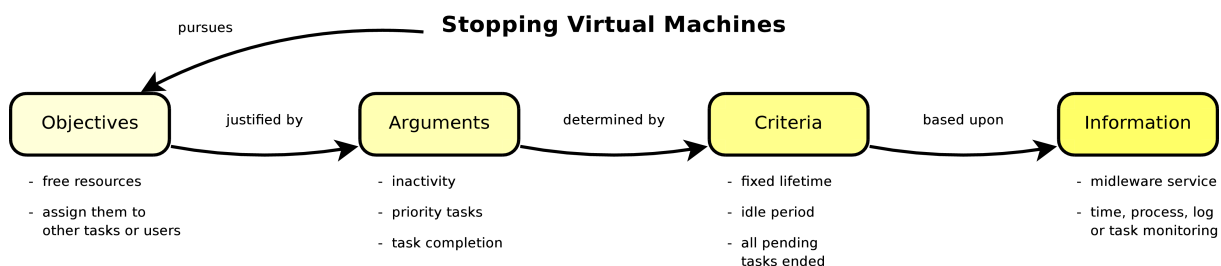 Stopping Virtual Machines
pursues
Objectives
justified by
Arguments
determined by
Criteria
based upon
Information
- free resources
- assign them to
other tasks or users
- inactivity
- priority tasks
- task completion
- fixed lifetime
- idle period
- all pending
tasks ended
- midleware service
- time, process, log
or task monitoring